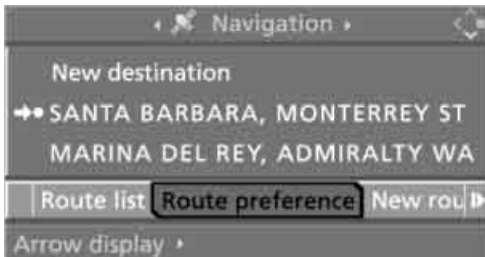 Navigation
New destination
SANTA BARBARA, MONTERREY ST
MARINA DEL REY, ADMIRALTY WA
Route list Route preference New rou
Arrow display